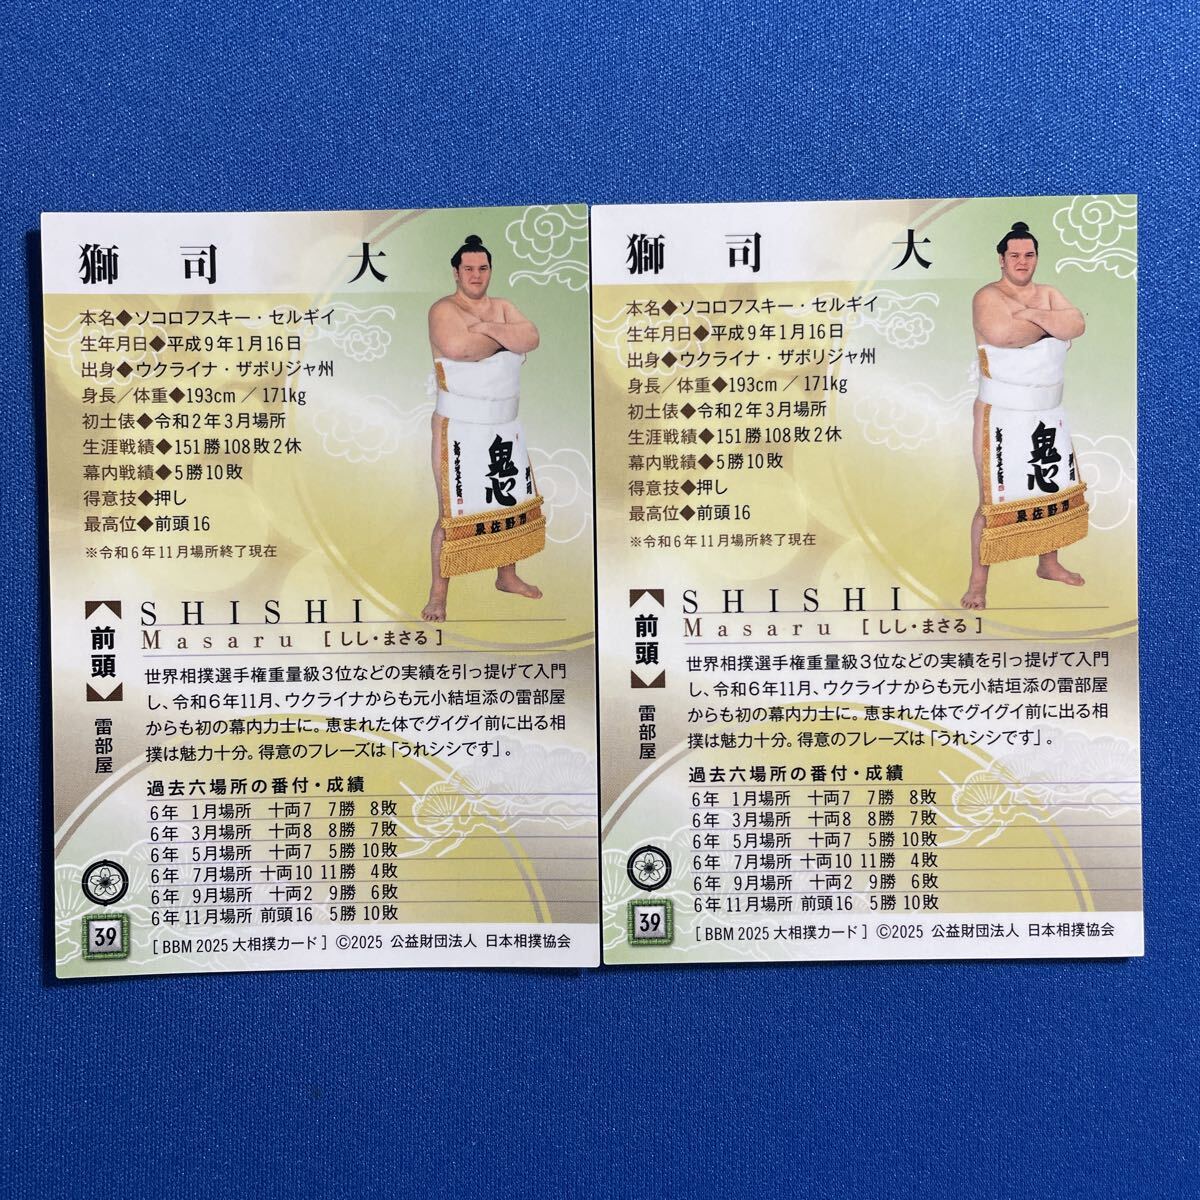 獅司 大
本名◆ソコロフスキー・セルギイ
生年月日◆平成9年1月16日
出身◆ウクライナ・ザポリジャ州
身長／体重◆193cm／171kg
初土俵◆令和2年3月場所
生涯戦績◆151勝108敗2休
幕内戦績◆5勝10敗
得意技◆押し
最高位◆前頭16
※令和6年11月場所終了現在
鬼心
泉佐野市
SHISHI
Masaru [しし・まさる]
前頭
雷部屋
世界相撲選手権重量級3位などの実績を引っ提げて入門
し、令和6年11月、ウクライナからも元小結垣添の雷部屋
からも初の幕内力士に。恵まれた体でグイグイ前に出る相
撲は魅力十分。得意のフレーズは「うれシシです」。
過去六場所の番付・成績
6年 1月場所 十両7 7勝 8敗
6年 3月場所 十両8 8勝 7敗
6年 5月場所 十両7 5勝 10敗
6年 7月場所 十両10 11勝 4敗
6年 9月場所 十両2 9勝 6敗
6年 11月場所 前頭16 5勝 10敗
39
[BBM 2025 大相撲カード] ©2025 公益財団法人 日本相撲協会
獅司 大
本名◆ソコロフスキー・セルギイ
生年月日◆平成9年1月16日
出身◆ウクライナ・ザポリジャ州
身長／体重◆193cm／171kg
初土俵◆令和2年3月場所
生涯戦績◆151勝108敗2休
幕内戦績◆5勝10敗
得意技◆押し
最高位◆前頭16
※令和6年11月場所終了現在
鬼心
泉佐野市
SHISHI
Masaru [しし・まさる]
前頭
雷部屋
世界相撲選手権重量級3位などの実績を引っ提げて入門
し、令和6年11月、ウクライナからも元小結垣添の雷部屋
からも初の幕内力士に。恵まれた体でグイグイ前に出る相
撲は魅力十分。得意のフレーズは「うれシシです」。
過去六場所の番付・成績
6年 1月場所 十両7 7勝 8敗
6年 3月場所 十両8 8勝 7敗
6年 5月場所 十両7 5勝 10敗
6年 7月場所 十両10 11勝 4敗
6年 9月場所 十両2 9勝 6敗
6年 11月場所 前頭16 5勝 10敗
39
[BBM 2025 大相撲カード] ©2025 公益財団法人 日本相撲協会